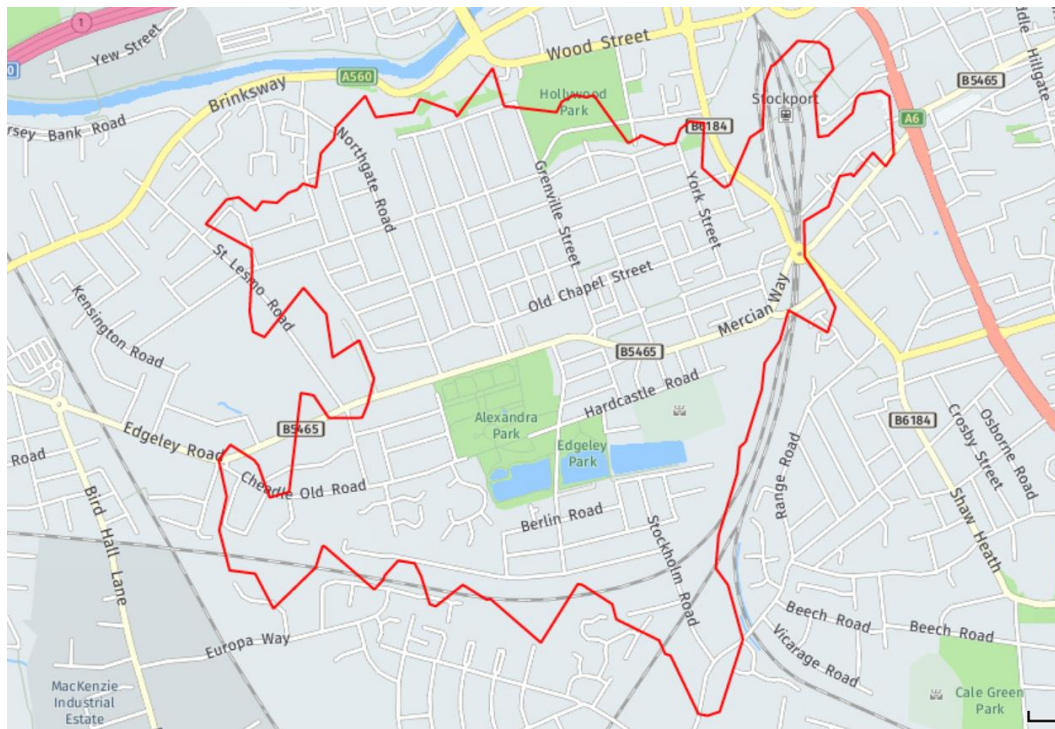 1
ddle Hillgate
Yew Street
Wood Street
0
A560
B5465
Brinksway
Hollywood
Park
Stockport
A6
B6184
rsey Bank Road
Northgate Road
Grenville Street
York Street
St. Lesmo Road
Old Chapel Street
Kensington Road
Mercian Way
B5465
Hardcastle Road
Alexandra
Park
B5465
Edgeley
Park
B6184
Crosby Street
Osborne Road
Edgeley Road
Road
Cheadle Old Road
Range Road
Bird Hall Lane
Berlin Road
Stockholm Road
Shaw Heath
Beech Road
Beech Road
Vicarage Road
Europa Way
MacKenzie
Industrial
Estate
Cale Green
Park